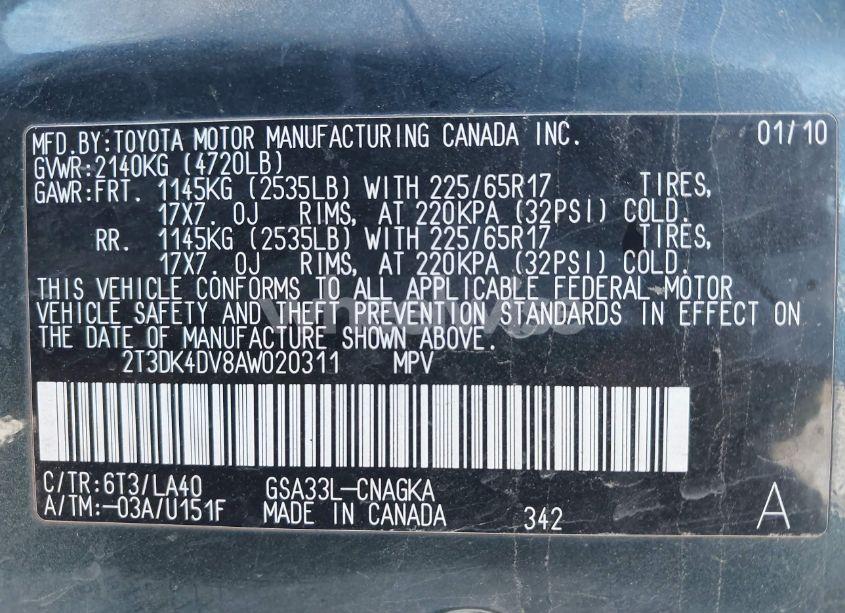 MFD.BY:TOYOTA MOTOR MANUFACTURING CANADA INC. 01/10
GVWR:2140KG (4720LB)
GAWR:FRT. 1145KG (2535LB) WITH 225/65R17 TIRES,
17X7. 0J RIMS, AT 220KPA (32PSI) COLD.
RR. 1145KG (2535LB) WITH 225/65R17 TIRES,
17X7. 0J RIMS, AT 220KPA (32PSI) COLD.
THIS VEHICLE CONFORMS TO ALL APPLICABLE FEDERAL MOTOR
VEHICLE SAFETY AND THEFT PREVENTION STANDARDS IN EFFECT ON
THE DATE OF MANUFACTURE SHOWN ABOVE.
2T3DK4DV8AW020311 MPV
C/TR:6T3/LA40 GSA33L-CNAGKA
A/TM:-03A/U151F MADE IN CANADA 342 A